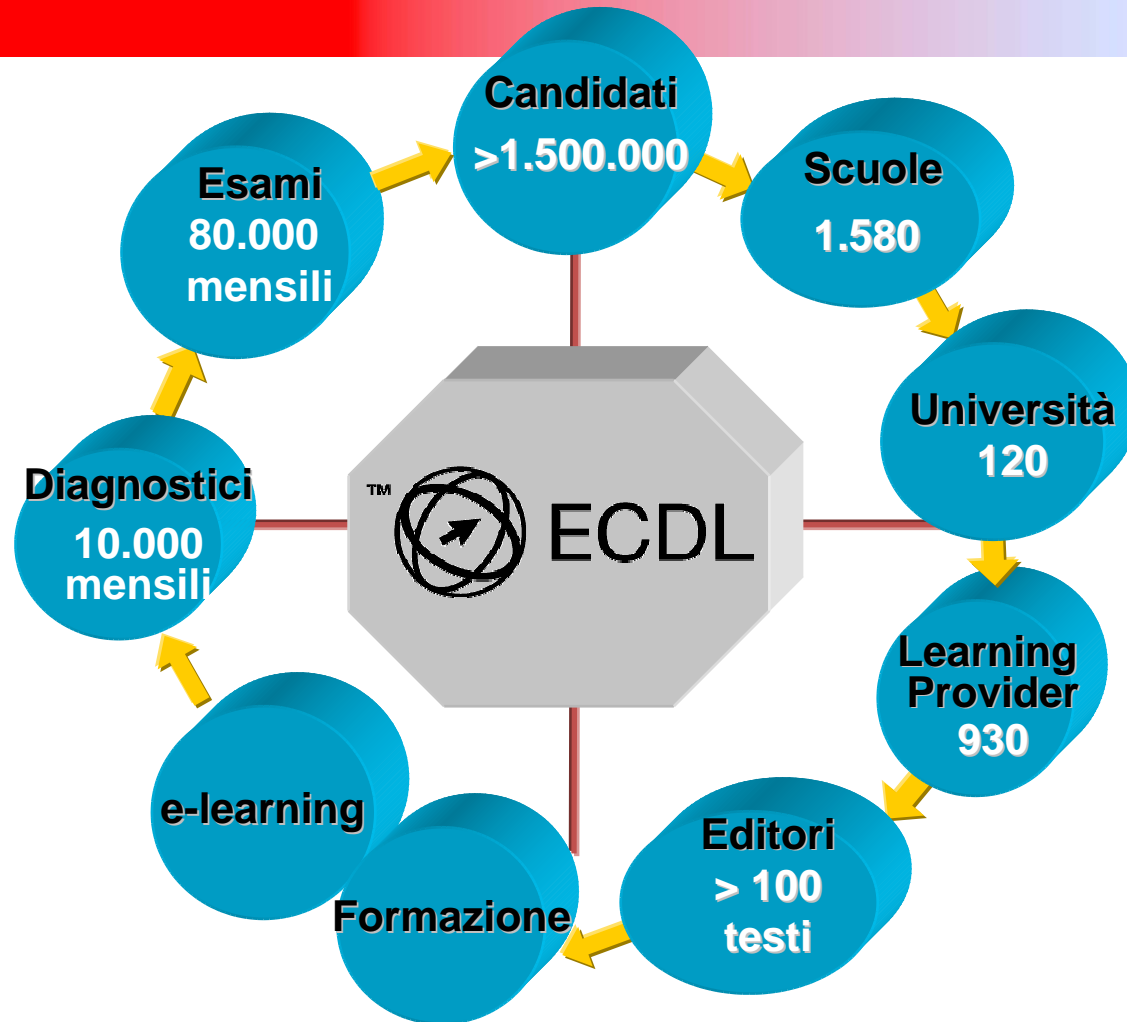 Candidati
>1.500.000
Scuole
1.580
Università
120
Learning
Provider
930
Editori
> 100
testi
Formazione
e-learning
Diagnostici
10.000
mensili
Esami
80.000
mensili
TM
ECDL